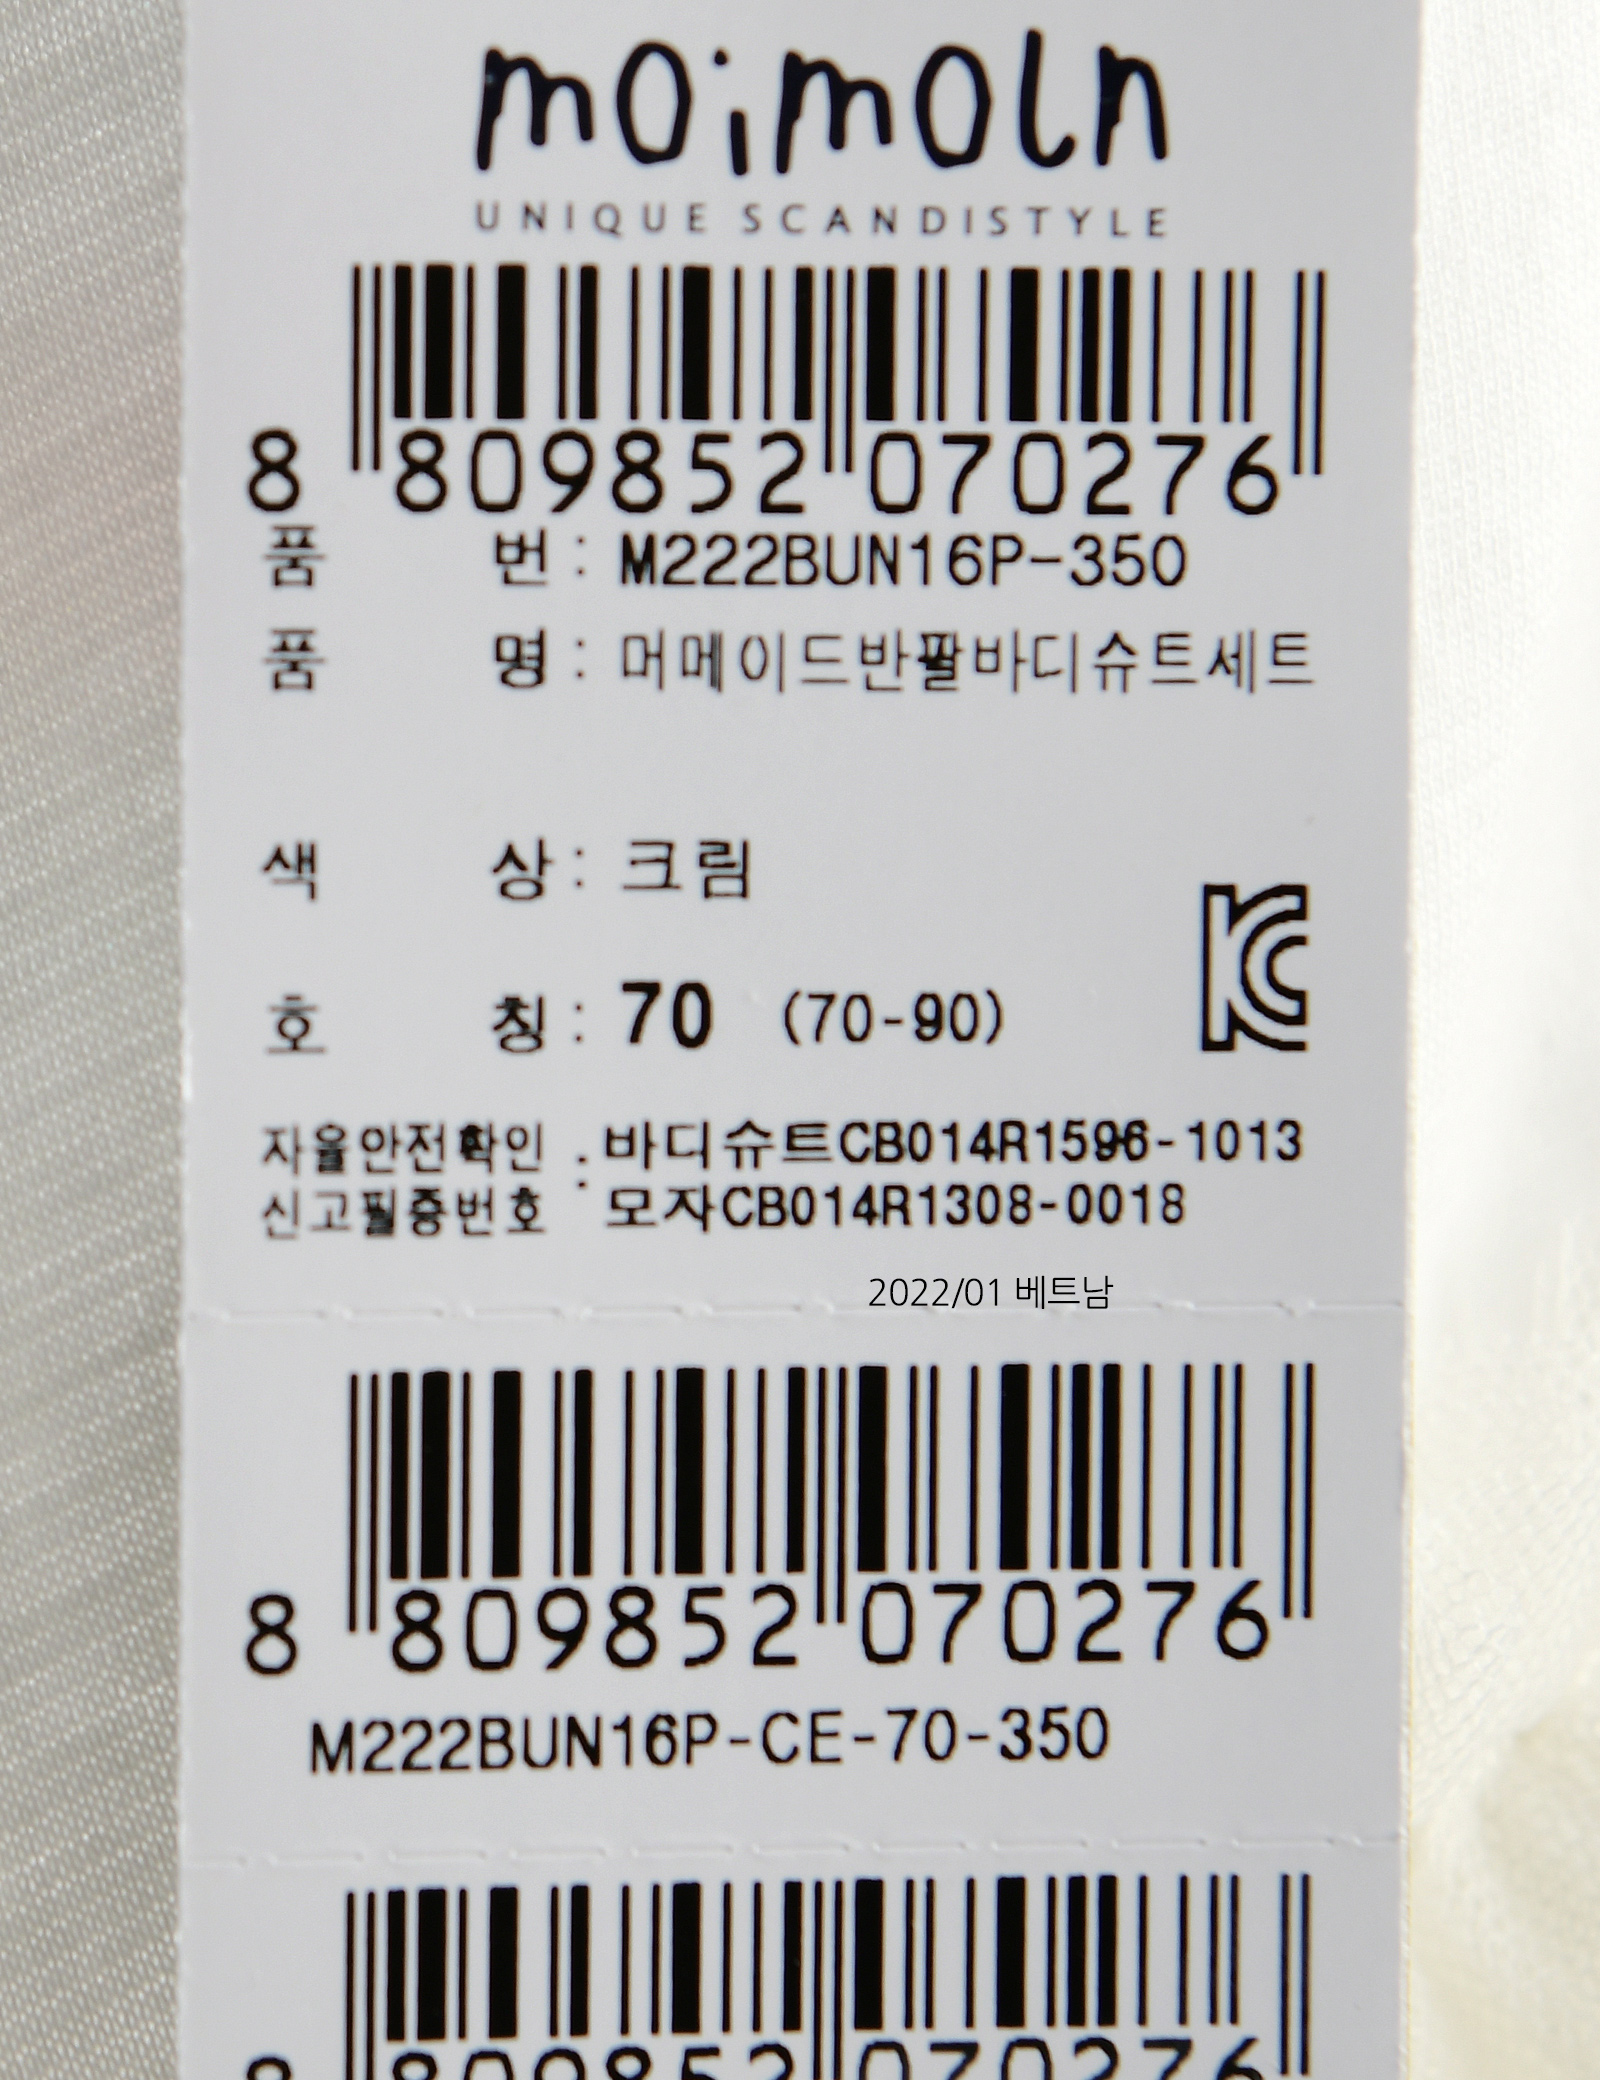 moimoln
UNIQUE SCANDISTYLE
8 809852 070276
품 번 : M222BUN16P-350
품 명 : 머메이드반팔바디슈트세트
색 상 : 크림
호 칭 : 70 (70-90)
자율안전확인 : 바디슈트CB014R1596-1013
신고필증번호 모자CB014R1308-0018
2022/01 베트남
8 809852 070276
M222BUN16P-CE-70-350
8 809852 070276